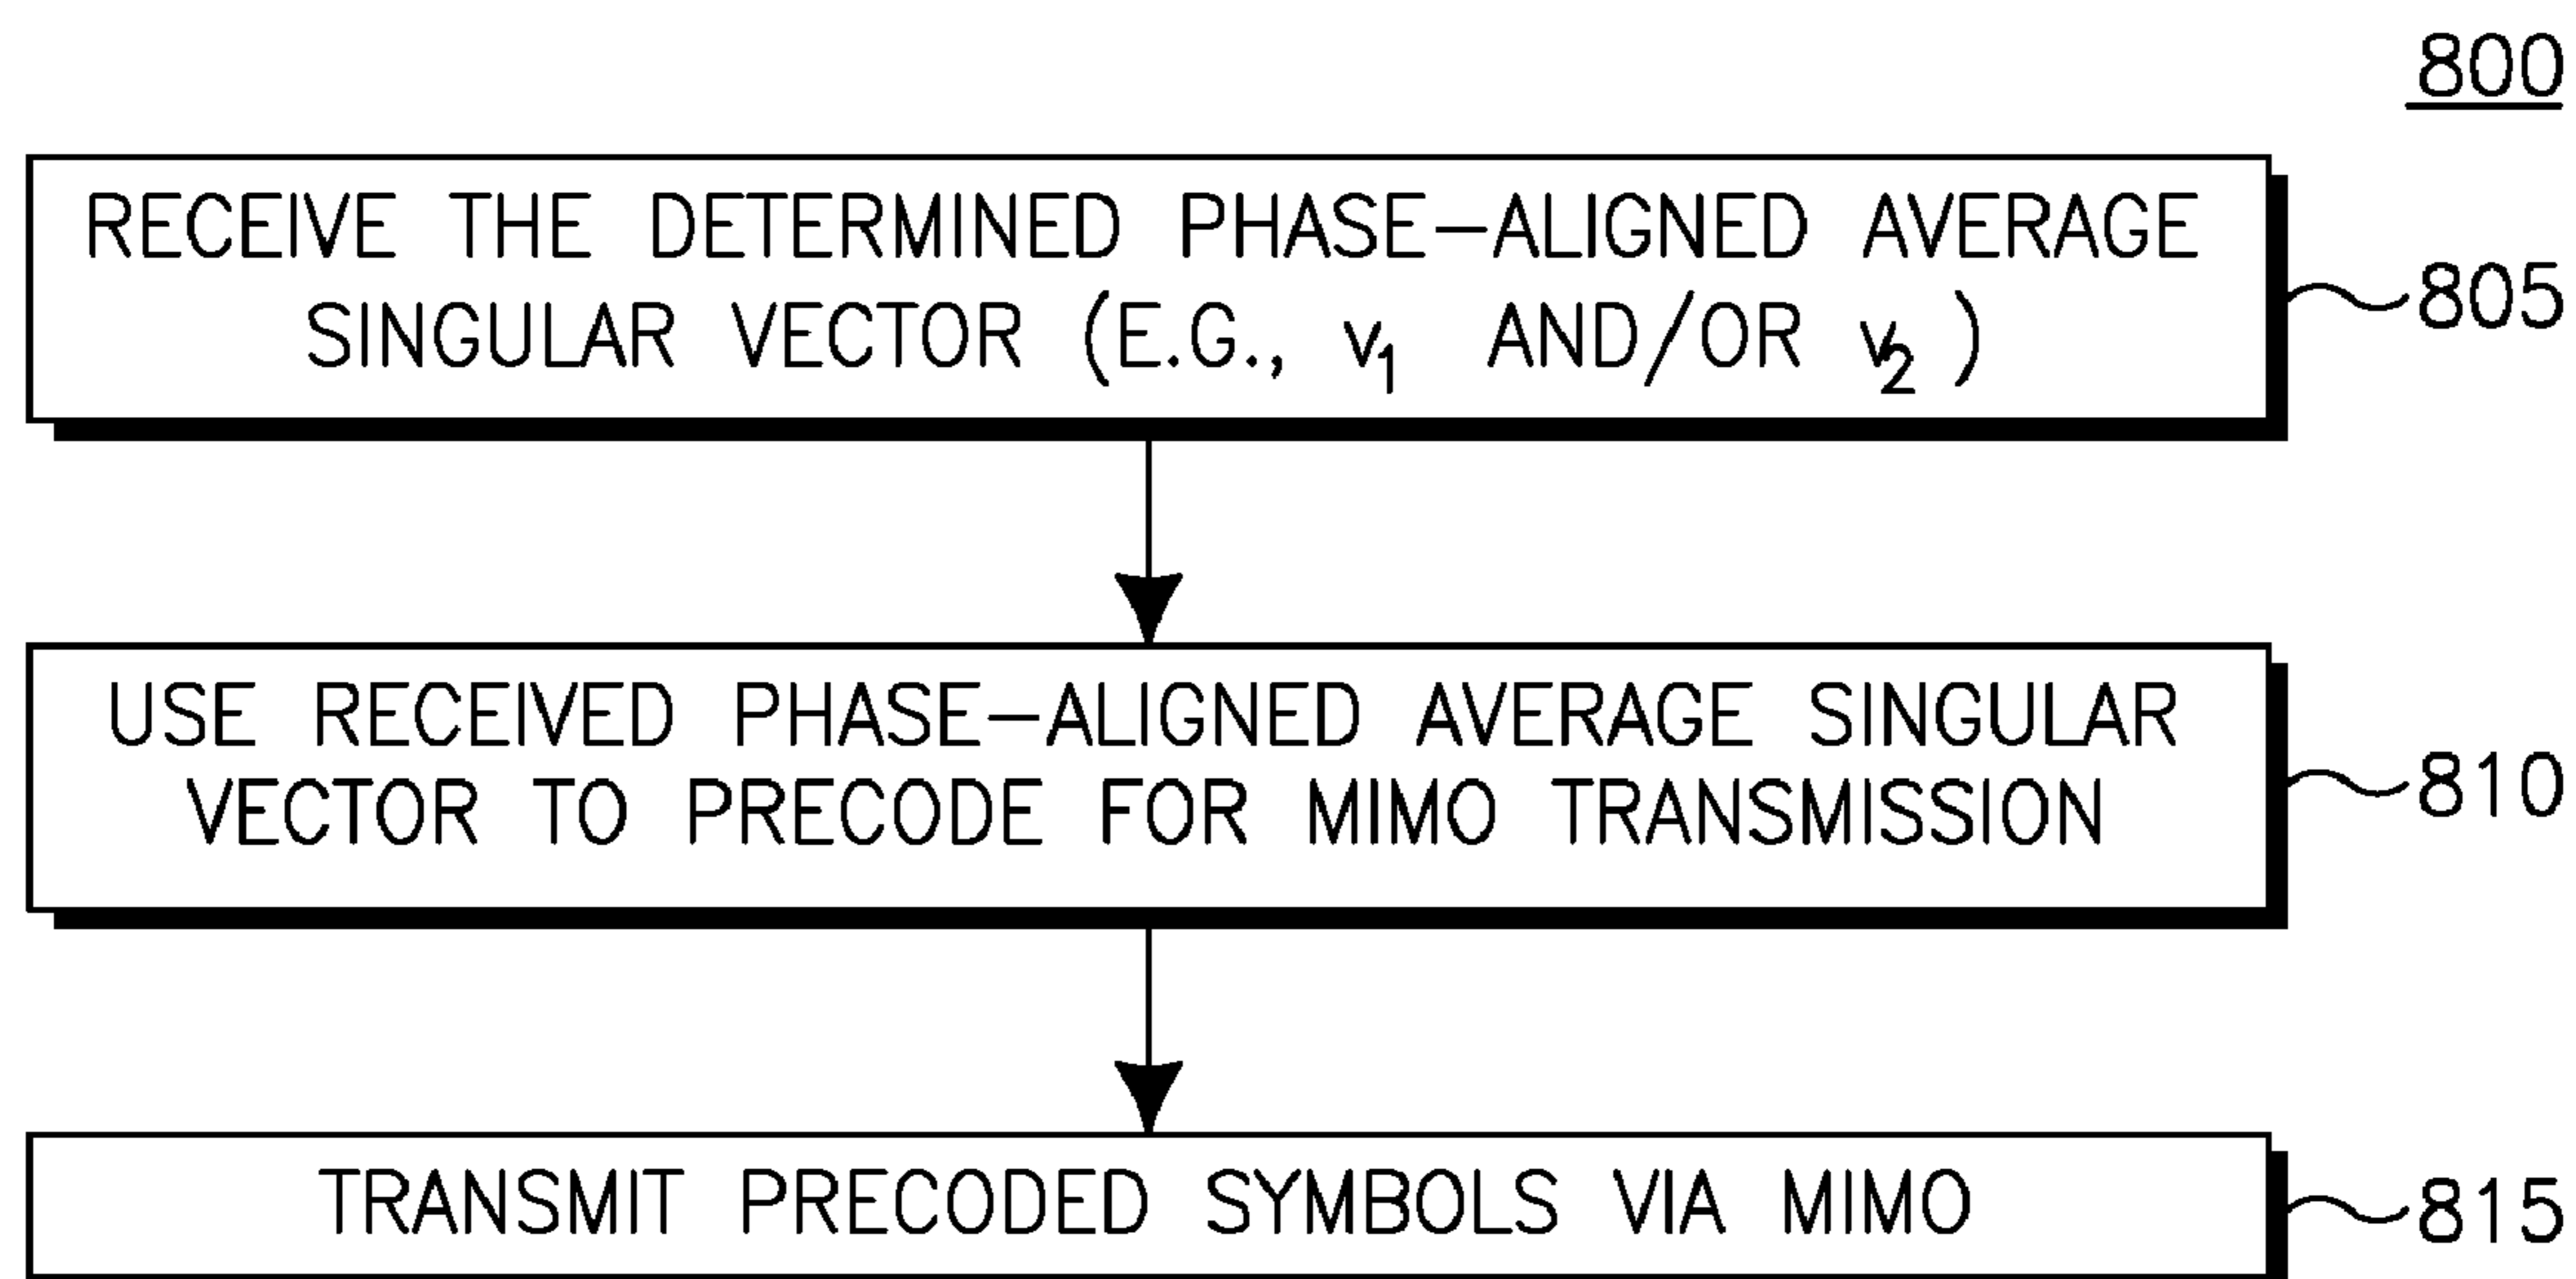 800
RECEIVE THE DETERMINED PHASE-ALIGNED AVERAGE
SINGULAR VECTOR (E.G., v₁ AND/OR v₂ )
805
USE RECEIVED PHASE-ALIGNED AVERAGE SINGULAR
VECTOR TO PRECODE FOR MIMO TRANSMISSION
810
TRANSMIT PRECODED SYMBOLS VIA MIMO
815